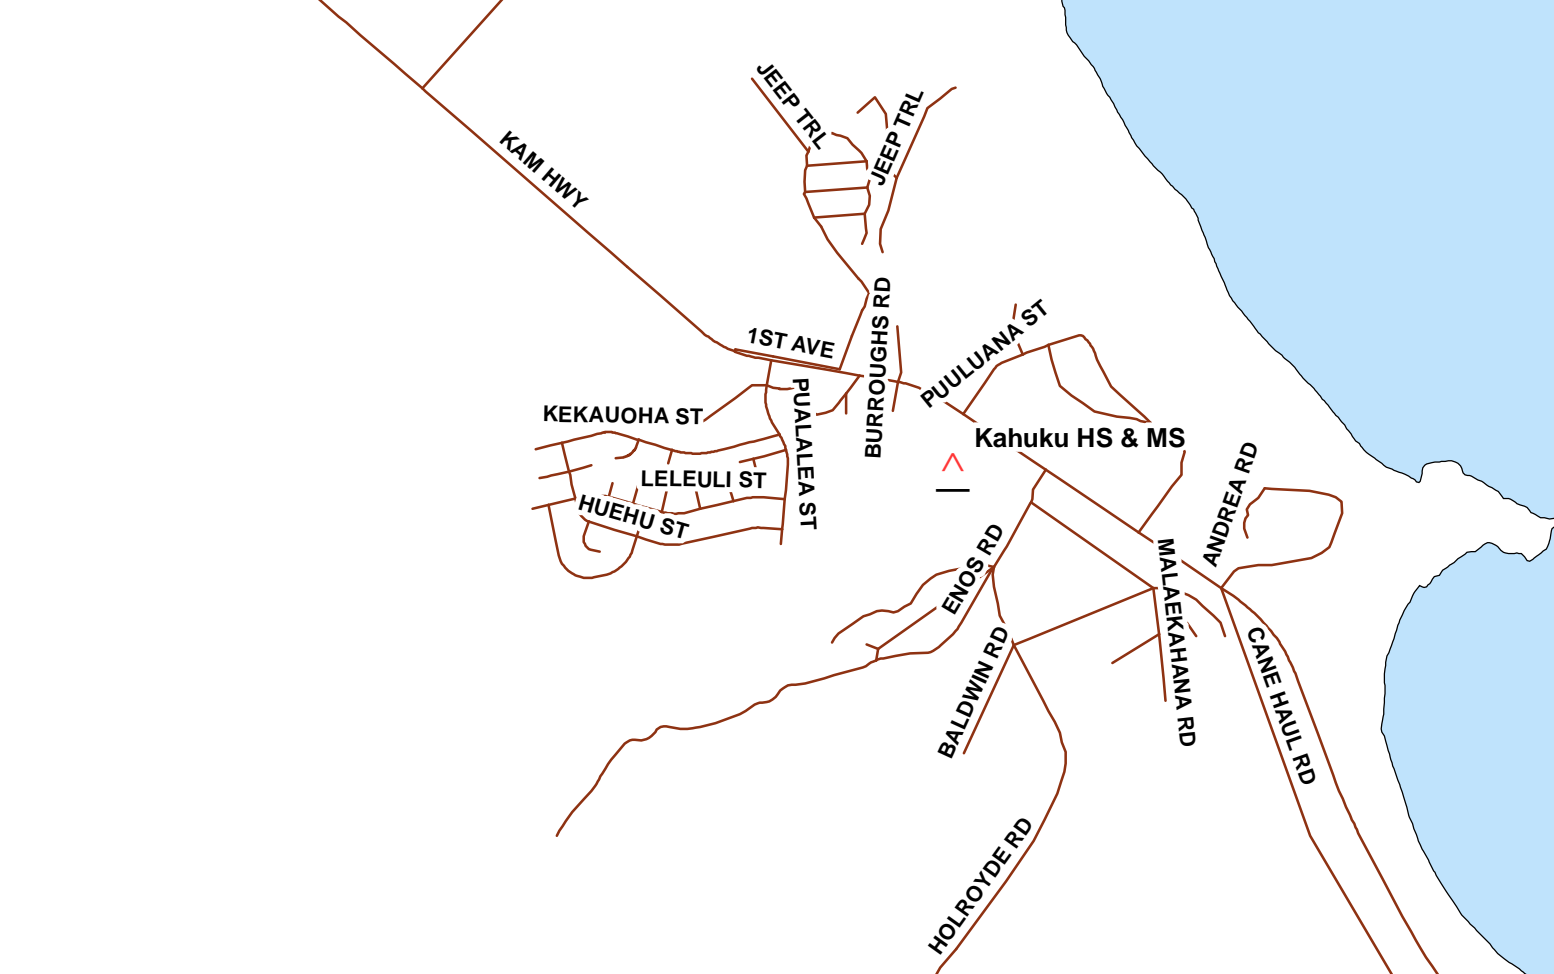 JEEP TRL
JEEP TRL
KAM HWY
1ST AVE
BURROUGHS RD
PUULUANA ST
KEKAUOHA ST
PUALALEA ST
Kahuku HS & MS
LELEULI ST
HUEHU ST
ANDREA RD
ENOS RD
MALAEKAHANA RD
BALDWIN RD
CANE HAUL RD
HOLROYDE RD